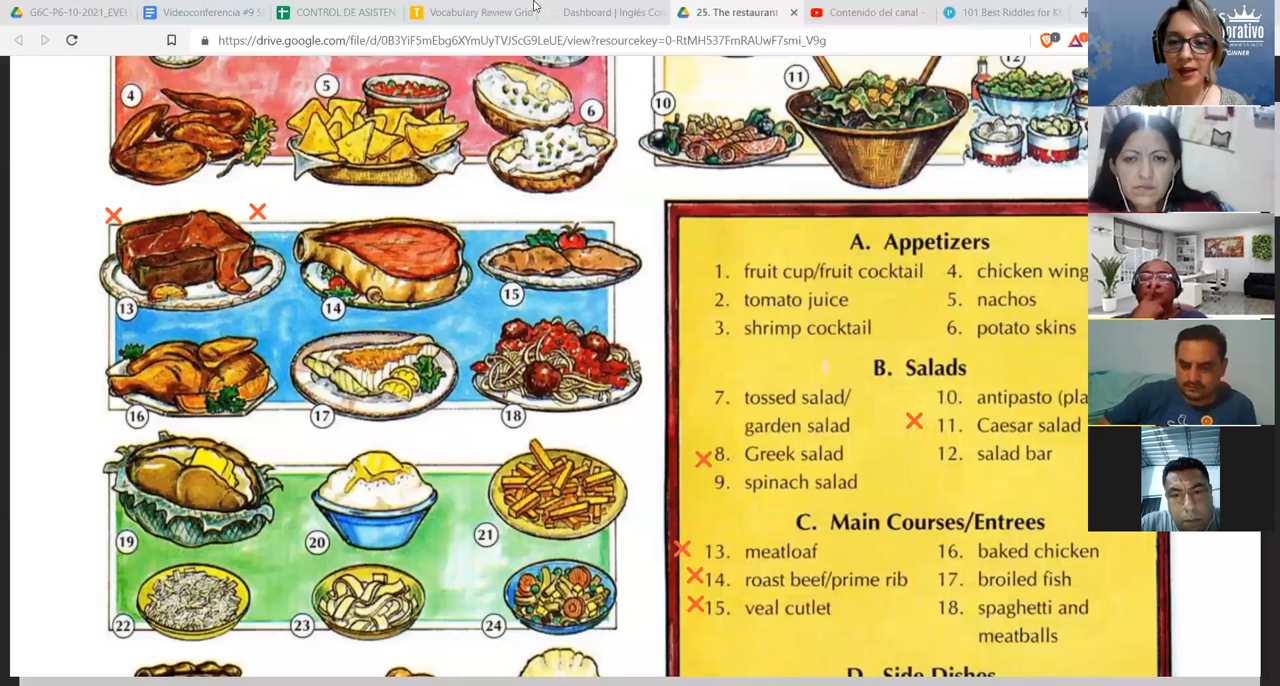 G6C-P6-10-2021_EVE
Videoconferencia #9 S
CONTROL DE ASISTEN
Vocabulary Review Grid
Dashboard | Inglés Co
25. The restaurant
Contenido del canal -
101 Best Riddles for K
https://drive.google.com/file/d/0B3YiF5mEbg6XYmUyTVJScG9LeUE/view?resourcekey=0-RtMH537FmRAUwF7smi_V9g
1
4
5
6
10
11
12
13
14
15
16
17
18
19
20
21
22
23
24
A. Appetizers
1. fruit cup/fruit cocktail 4. chicken wing
2. tomato juice 5. nachos
3. shrimp cocktail 6. potato skins
B. Salads
7. tossed salad/ 10. antipasto (pla
garden salad 11. Caesar salad
8. Greek salad 12. salad bar
9. spinach salad
C. Main Courses/Entrees
13. meatloaf 16. baked chicken
14. roast beef/prime rib 17. broiled fish
15. veal cutlet 18. spaghetti and
meatballs
D. Side Dishes